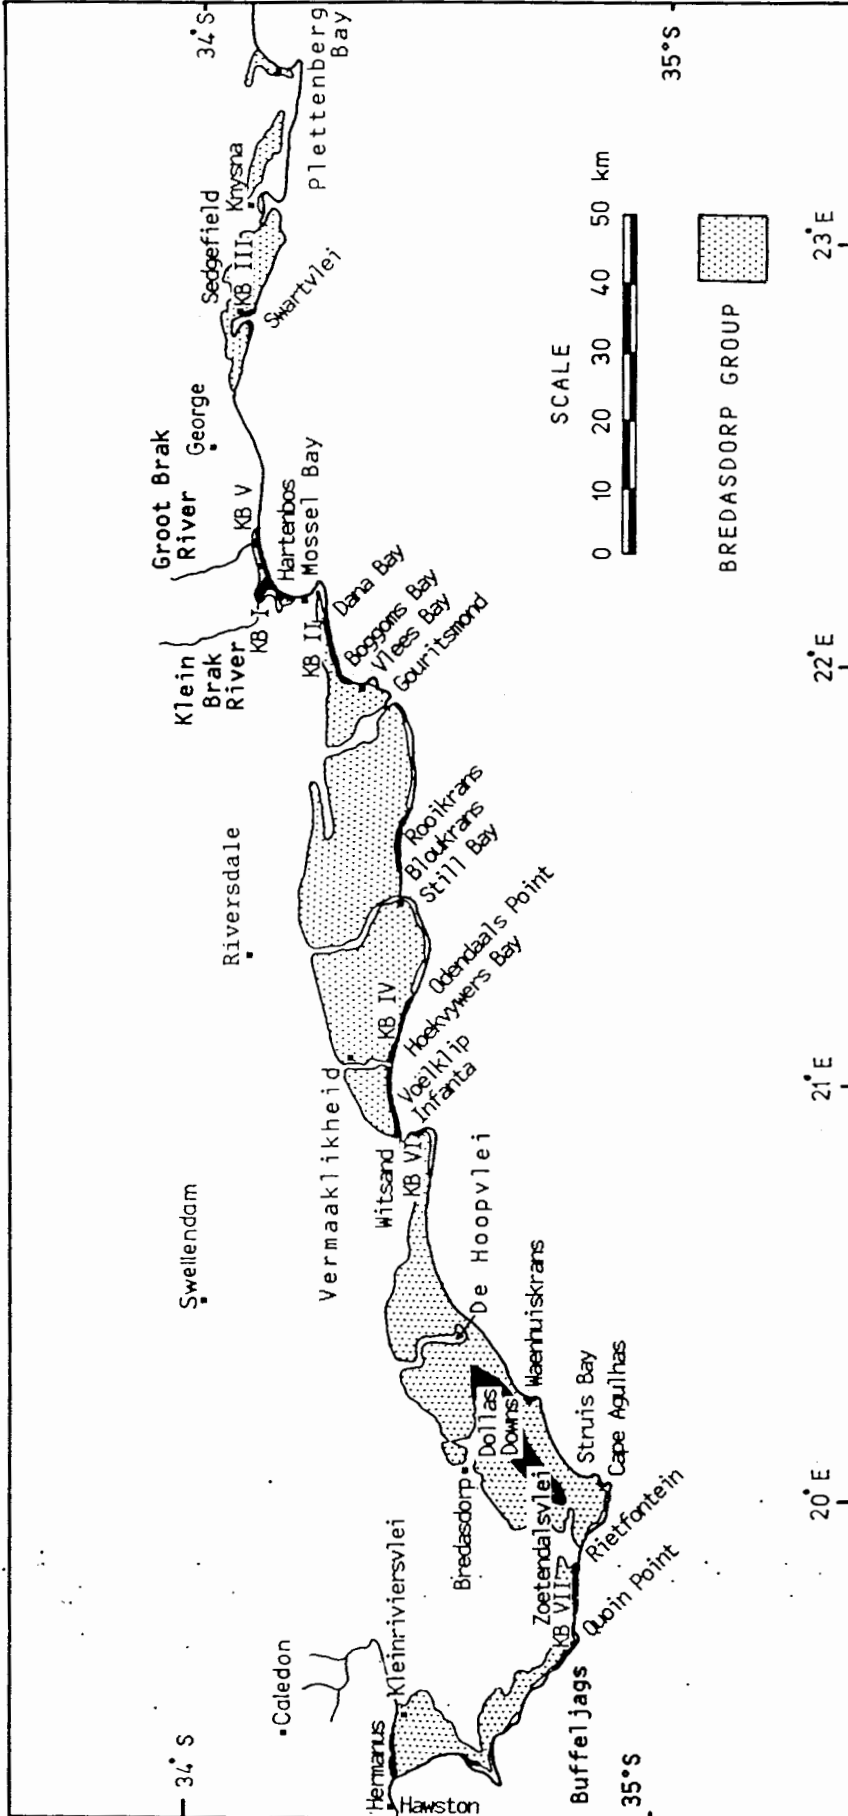 34°S
Caledon
Hermanus
Hawston
Kleinriviersvlei
Buffeljags
35°S
KB VII
Quoin Point
Zoetendalsvlei
Rietfontein
Bredasdorp
20°E
Dollas
Downs
Struis Bay
Cape Agulhas
Waenhuiskrans
De Hoopvlei
Swellendam
Vermaaklikheid
Witsand
KB VI
Infanta
Voëlklip
21°E
KB IV
Hoekvywers Bay
Odendaals Point
Riversdale
Still Bay
Bloukrans
Rooikrans
Gouritsmond
Vlees Bay
Boggoms Bay
Dana Bay
22°E
Klein
Brak
River
KB I
KB II
Groot Brak
River
KB V
Hartenbos
Mossel Bay
George
Sedgefield
KB III
Swartvlei
Knysna
Plettenberg
Bay
34°S
35°S
23°E
SCALE
0 10 20 30 40 50 km
BREDASDORP GROUP